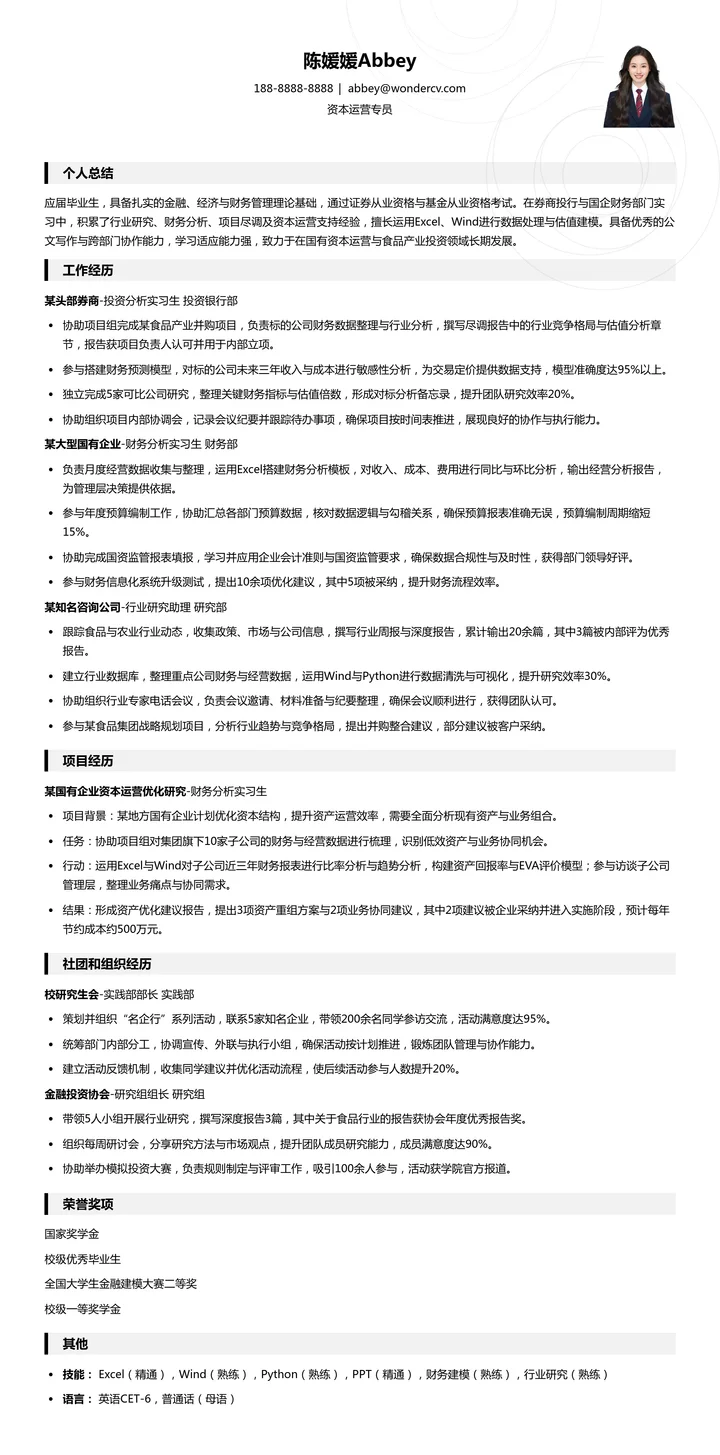 陈媛媛Abbey
188-8888-8888 | abbey@wondercv.com
资本运营专员
个人总结
应届毕业生，具备扎实的金融、经济与财务管理理论基础，通过证券从业资格与基金从业资格考试。在券商投行与国企财务部门实
习中，积累了行业研究、财务分析、项目尽调及资本运营支持经验，擅长运用Excel、Wind进行数据处理与估值建模。具备优秀的公
文写作与跨部门协作能力，学习适应能力强，致力于在国有资本运营与食品产业投资领域长期发展。
工作经历
某头部券商-投资分析实习生 投资银行部
• 协助项目组完成某食品产业并购项目，负责标的公司财务数据整理与行业分析，撰写尽调报告中的行业竞争格局与估值分析章
节，报告获项目负责人认可并用于内部立项。
• 参与搭建财务预测模型，对标的公司未来三年收入与成本进行敏感性分析，为交易定价提供数据支持，模型准确度达95%以上。
• 独立完成5家可比公司研究，整理关键财务指标与估值倍数，形成对标分析备忘录，提升团队研究效率20%。
• 协助组织项目内部协调会，记录会议纪要并跟踪待办事项，确保项目按时间表推进，展现良好的协作与执行能力。
某大型国有企业-财务分析实习生 财务部
• 负责月度经营数据收集与整理，运用Excel搭建财务分析模板，对收入、成本、费用进行同比与环比分析，输出经营分析报告，
为管理层决策提供依据。
• 参与年度预算编制工作，协助汇总各部门预算数据，核对数据逻辑与勾稽关系，确保预算报表准确无误，预算编制周期缩短
15%。
• 协助完成国资监管报表填报，学习并应用企业会计准则与国资监管要求，确保数据合规性与及时性，获得部门领导好评。
• 参与财务信息化系统升级测试，提出10余项优化建议，其中5项被采纳，提升财务流程效率。
某知名咨询公司-行业研究助理 研究部
• 跟踪食品与农业行业动态，收集政策、市场与公司信息，撰写行业周报与深度报告，累计输出20余篇，其中3篇被内部评为优秀
报告。
• 建立行业数据库，整理重点公司财务与经营数据，运用Wind与Python进行数据清洗与可视化，提升研究效率30%。
• 协助组织行业专家电话会议，负责会议邀请、材料准备与纪要整理，确保会议顺利进行，获得团队认可。
• 参与某食品集团战略规划项目，分析行业趋势与竞争格局，提出并购整合建议，部分建议被客户采纳。
项目经历
某国有企业资本运营优化研究-财务分析实习生
• 项目背景：某地方国有企业计划优化资本结构，提升资产运营效率，需要全面分析现有资产与业务组合。
• 任务：协助项目组对集团旗下10家子公司的财务与经营数据进行梳理，识别低效资产与业务协同机会。
• 行动：运用Excel与Wind对子公司近三年财务报表进行比率分析与趋势分析，构建资产回报率与EVA评价模型；参与访谈子公司
管理层，整理业务痛点与协同需求。
• 结果：形成资产优化建议报告，提出3项资产重组方案与2项业务协同建议，其中2项建议被企业采纳并进入实施阶段，预计每年
节约成本约500万元。
社团和组织经历
校研究生会-实践部部长 实践部
• 策划并组织“名企行”系列活动，联系5家知名企业，带领200余名同学参访交流，活动满意度达95%。
• 统筹部门内部分工，协调宣传、外联与执行小组，确保活动按计划推进，锻炼团队管理与协作能力。
• 建立活动反馈机制，收集同学建议并优化活动流程，使后续活动参与人数提升20%。
金融投资协会-研究组组长 研究组
• 带领5人小组开展行业研究，撰写深度报告3篇，其中关于食品行业的报告获协会年度优秀报告奖。
• 组织每周研讨会，分享研究方法与市场观点，提升团队成员研究能力，成员满意度达90%。
• 协助举办模拟投资大赛，负责规则制定与评审工作，吸引100余人参与，活动获学院官方报道。
荣誉奖项
国家奖学金
校级优秀毕业生
全国大学生金融建模大赛二等奖
校级一等奖学金
其他
• 技能： Excel（精通），Wind（熟练），Python（熟练），PPT（精通），财务建模（熟练），行业研究（熟练）
• 语言： 英语CET-6，普通话（母语）